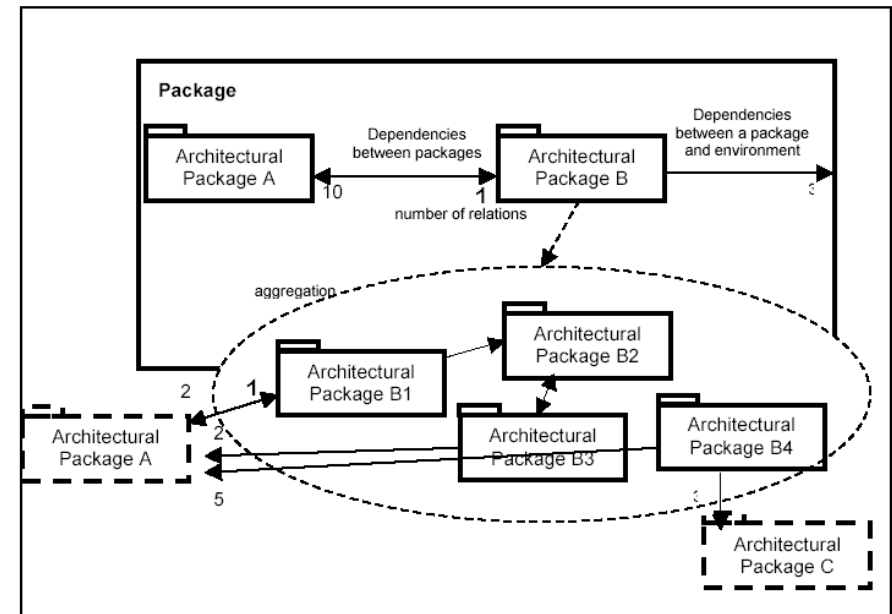 Package
Architectural
Package A
Dependencies
between packages
10
1
number of relations
Architectural
Package B
Dependencies
between a package
and environment
3
aggregation
Architectural
Package B1
Architectural
Package B2
Architectural
Package B3
Architectural
Package B4
2
1
2
5
3
Architectural
Package A
Architectural
Package C